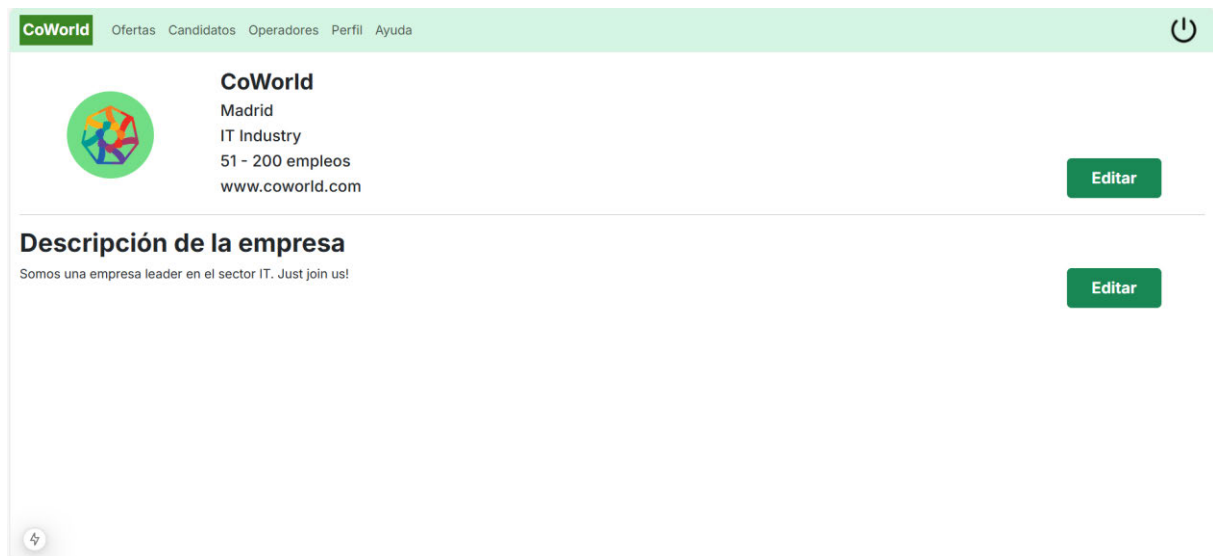 CoWorld Ofertas Candidatos Operadores Perfil Ayuda
CoWorld
Madrid
IT Industry
51 - 200 empleos
www.coworld.com
Editar
Descripción de la empresa
Somos una empresa leader en el sector IT. Just join us!
Editar